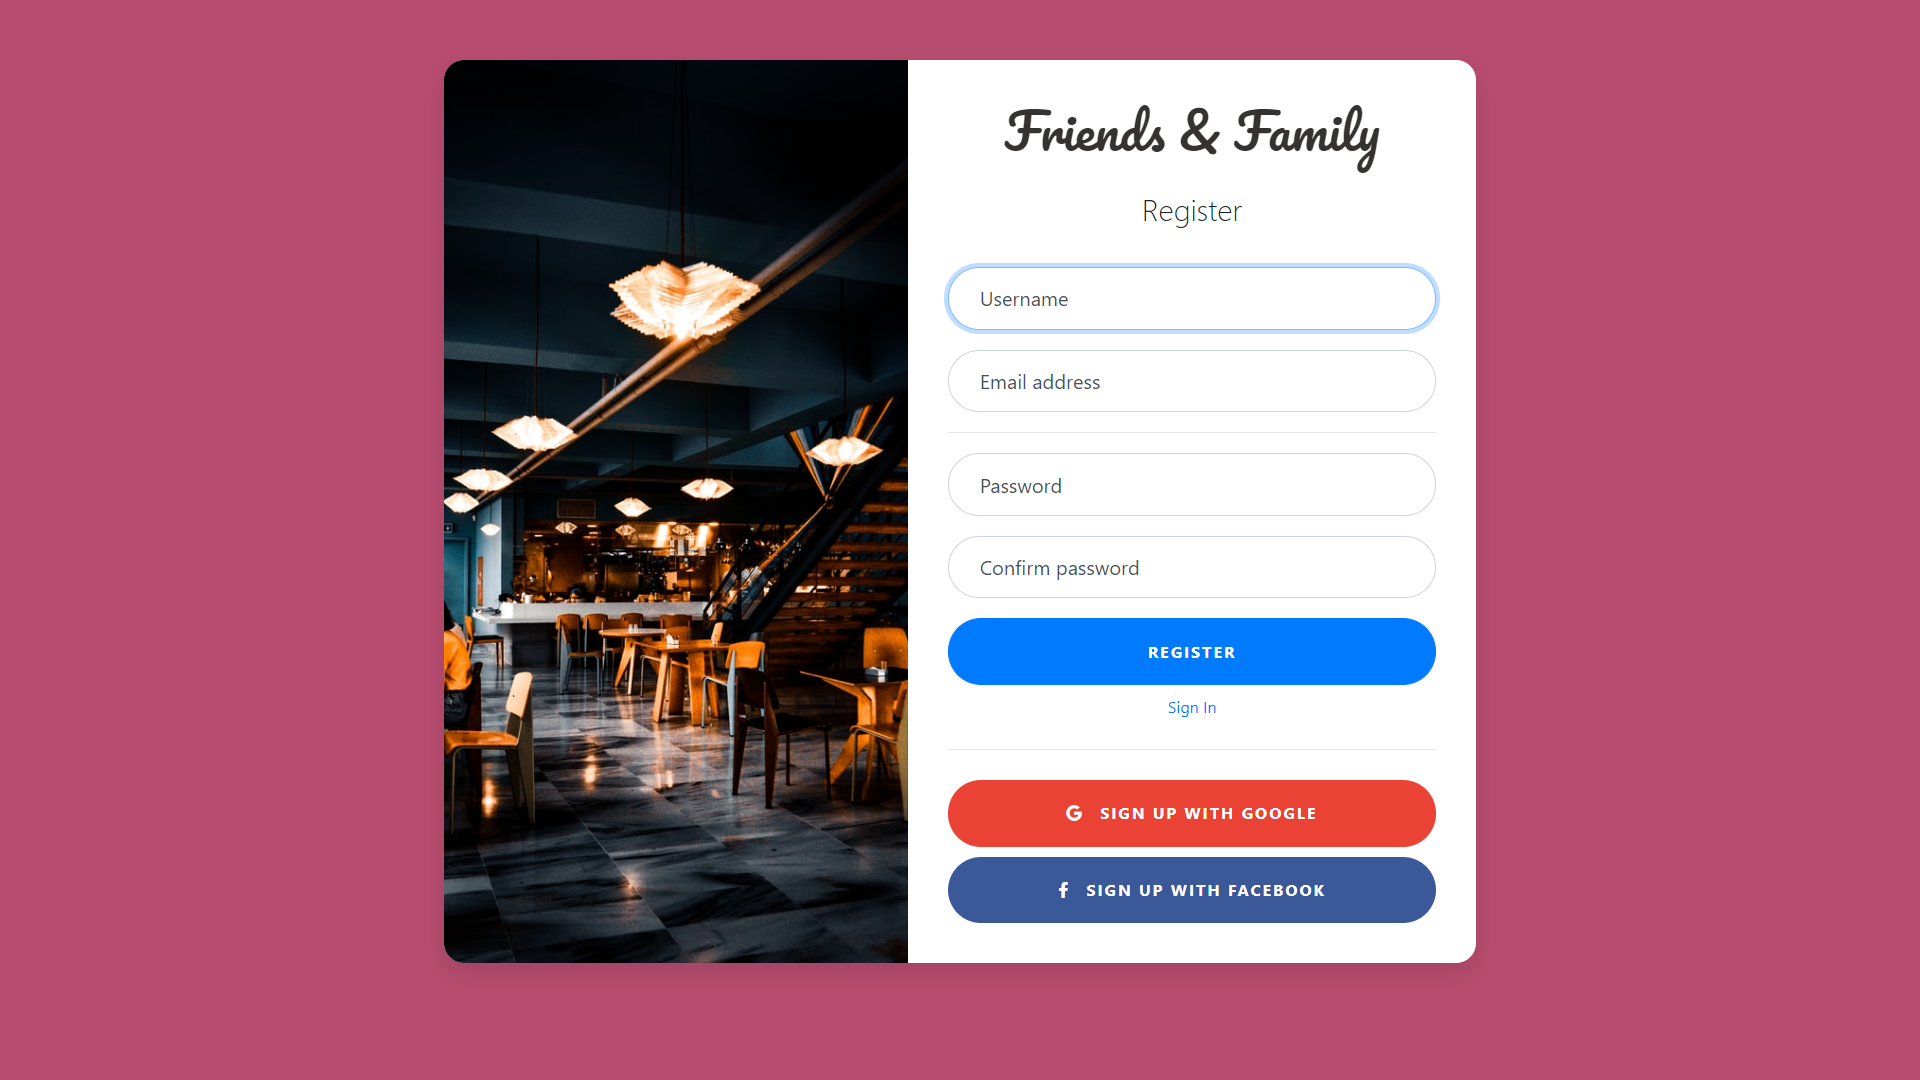 Friends & Family
Register
Username
Email address
Password
Confirm password
REGISTER
Sign In
SIGN UP WITH GOOGLE
SIGN UP WITH FACEBOOK